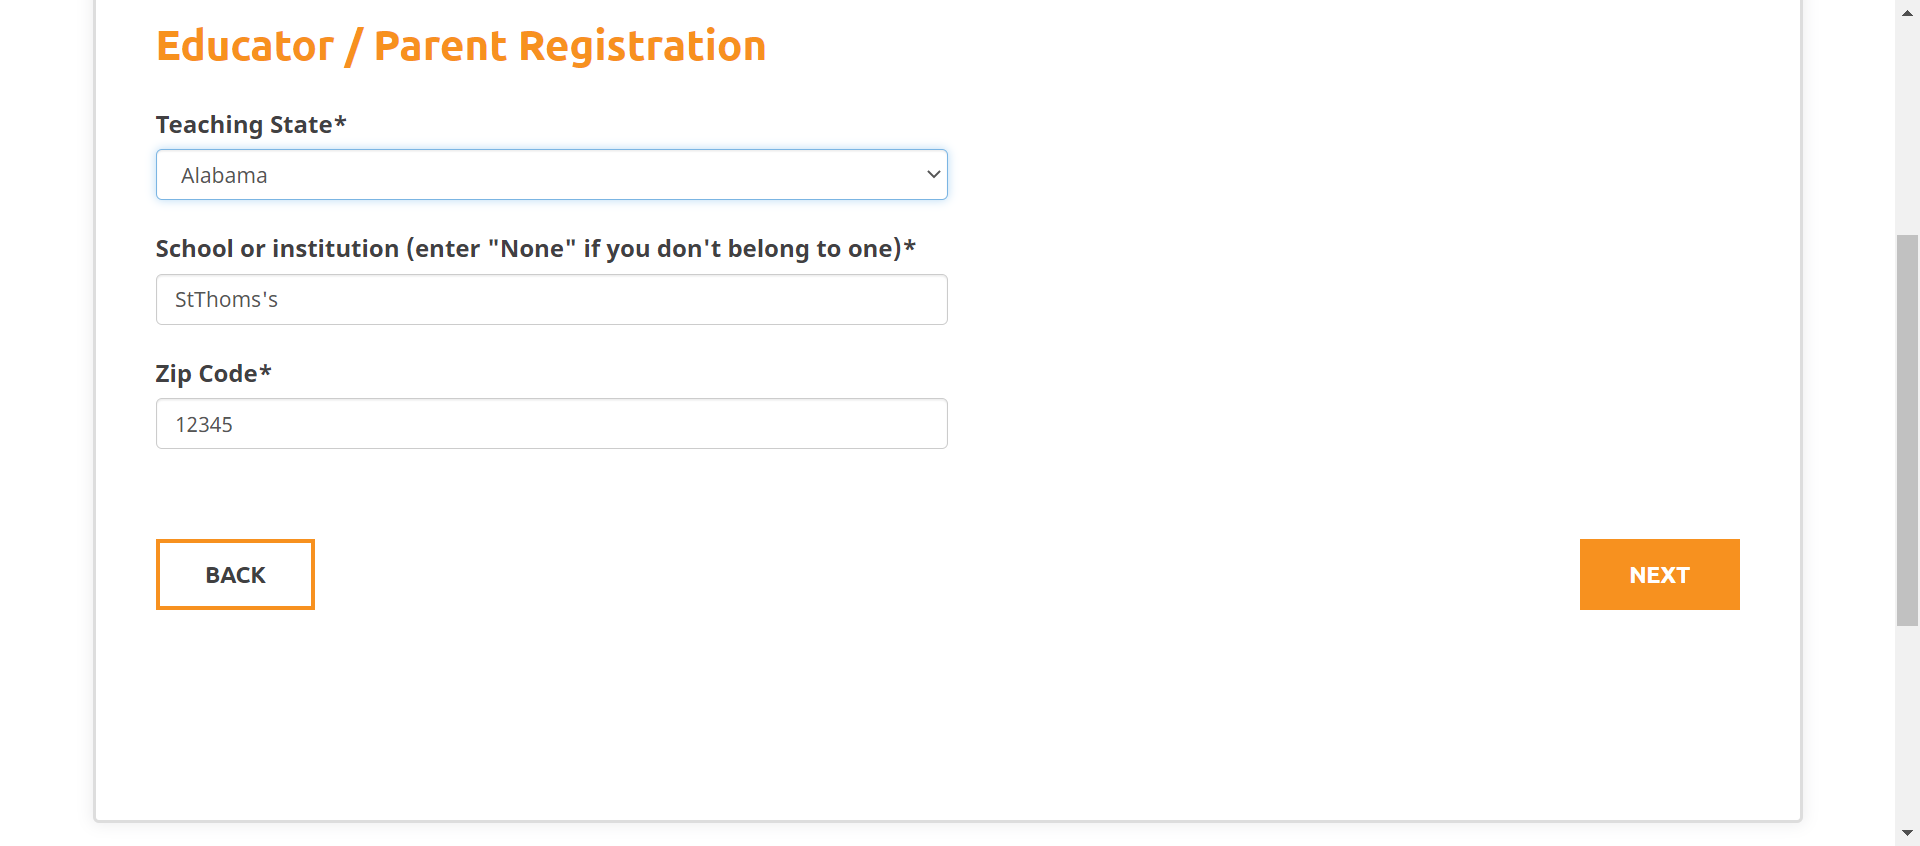 Educator / Parent Registration
Teaching State*
Alabama
School or institution (enter "None" if you don't belong to one)*
StThoms's
Zip Code*
12345
BACK
NEXT